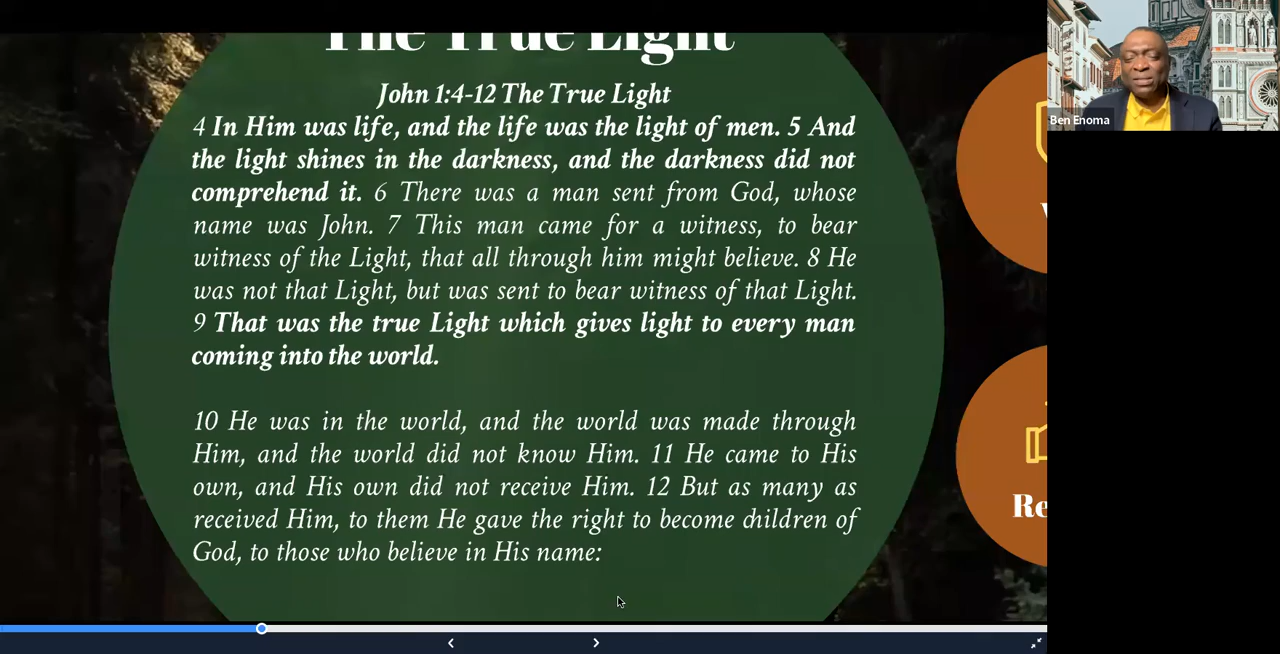 The True Light
John 1:4-12 The True Light
4 In Him was life, and the life was the light of men. 5 And
the light shines in the darkness, and the darkness did not
comprehend it. 6 There was a man sent from God, whose
name was John. 7 This man came for a witness, to bear
witness of the Light, that all through him might believe. 8 He
was not that Light, but was sent to bear witness of that Light.
9 That was the true Light which gives light to every man
coming into the world.
10 He was in the world, and the world was made through
Him, and the world did not know Him. 11 He came to His
own, and His own did not receive Him. 12 But as many as
received Him, to them He gave the right to become children of
God, to those who believe in His name:
Re
Ben Enoma